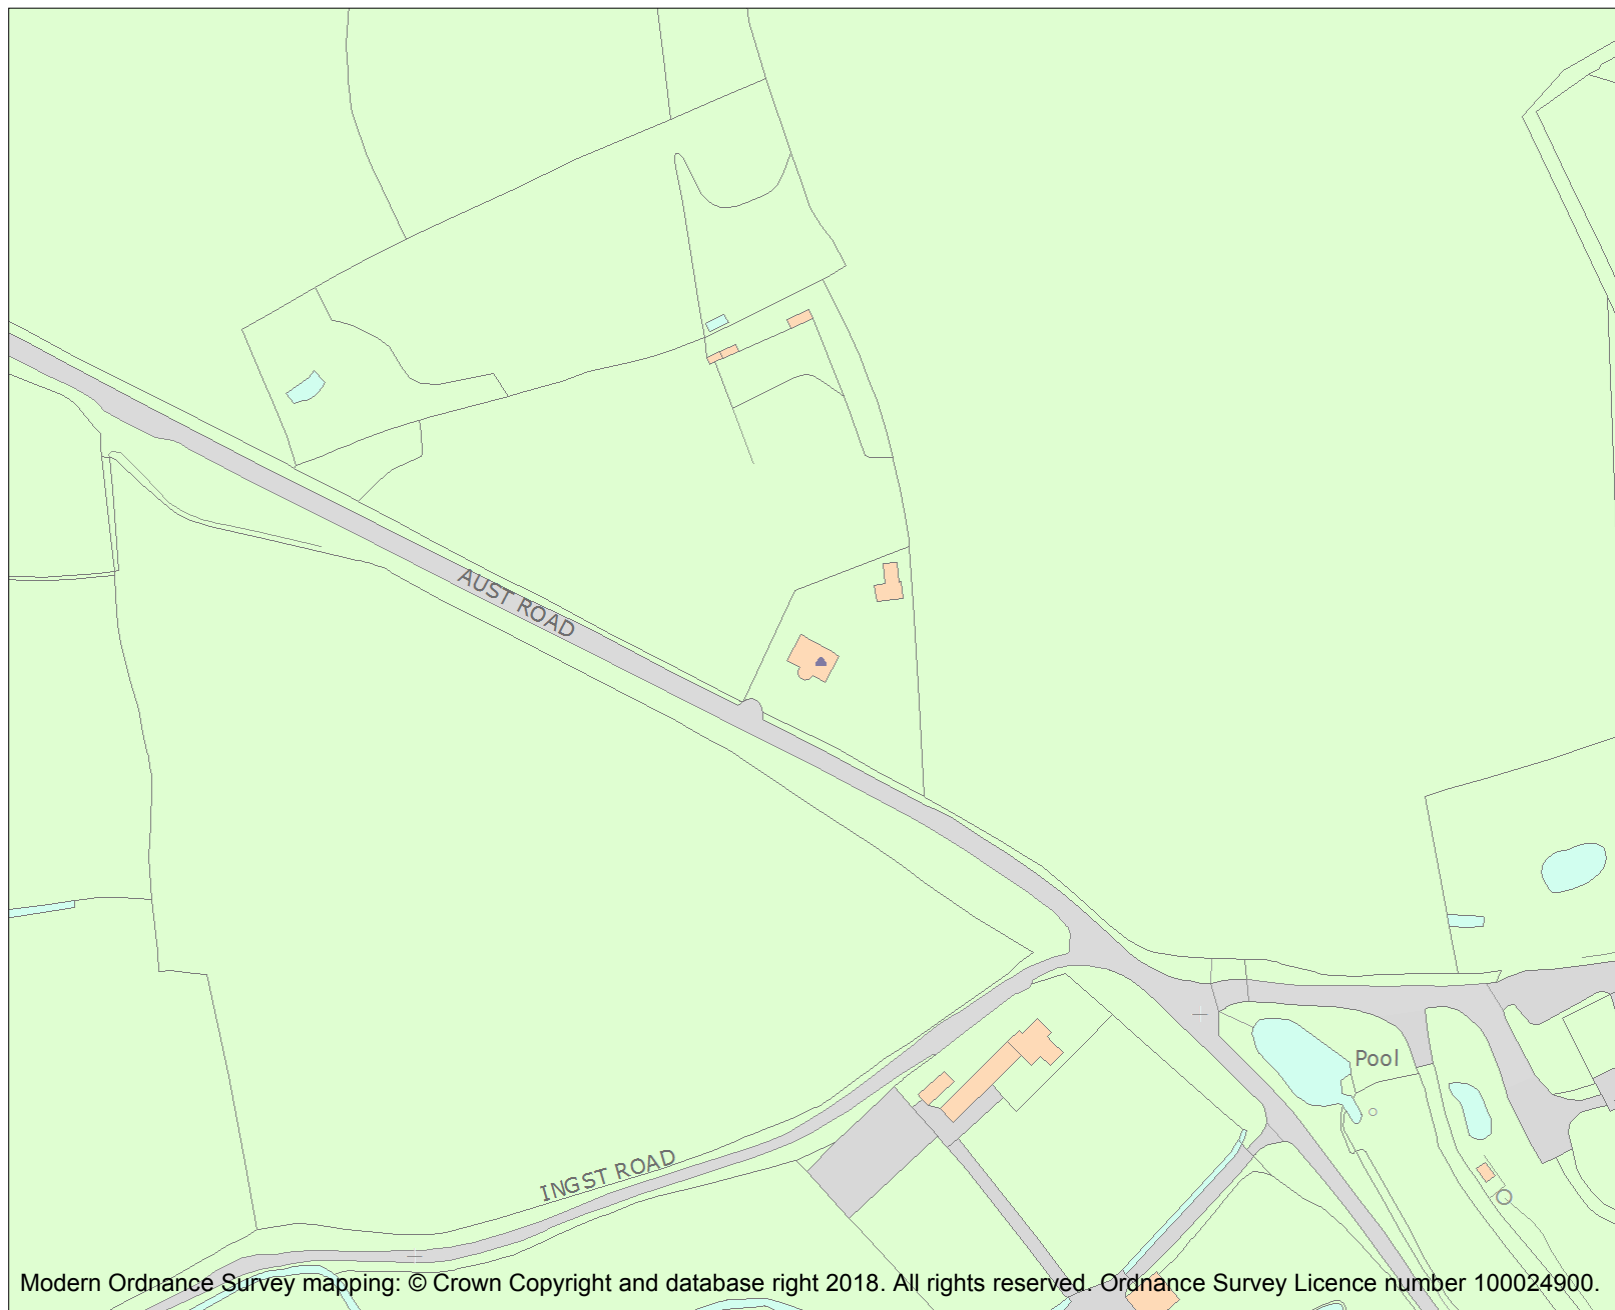 AUST ROAD
Pool
INGST ROAD
Modern Ordnance Survey mapping: © Crown Copyright and database right 2018. All rights reserved. Ordnance Survey Licence number 100024900.